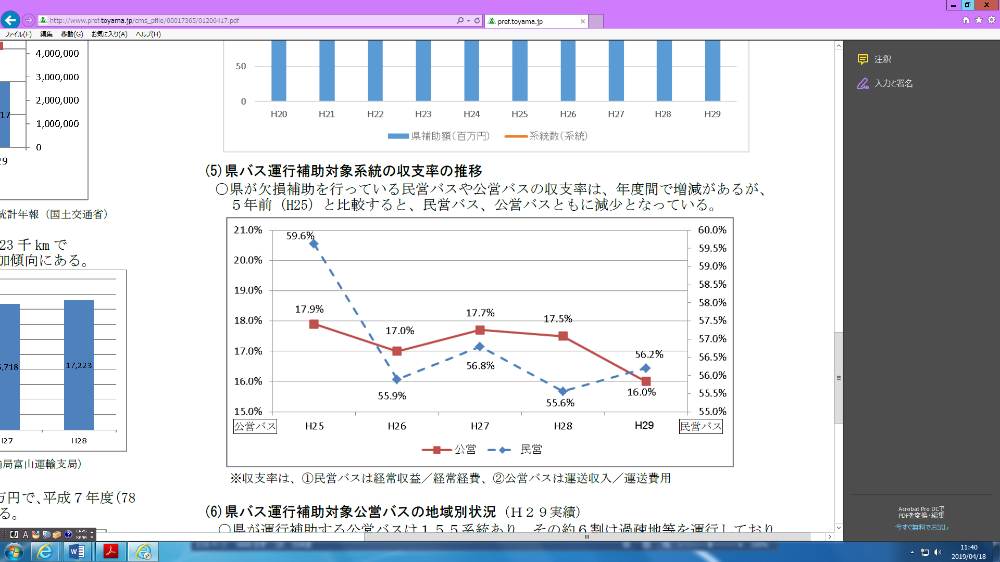 http://www.pref.toyama.jp/cms_pfile/00017365/01206417.pdf
pref.toyama.jp
ファイル(F) 編集 移動(G) お気に入り(A) ヘルプ(H)
4,000,000
3,000,000
2,000,000
1,000,000
0
17
29
統計年報（国土交通省）
23 千 km で
加傾向にある。
5,718
17,223
H27 H28
局富山運輸支局）
万円で、平成７年度(78
る。
50
0
H20 H21 H22 H23 H24 H25 H26 H27 H28 H29
県補助額(百万円) 系統数(系統)
(5)県バス運行補助対象系統の収支率の推移
○県が欠損補助を行っている民営バスや公営バスの収支率は、年度間で増減があるが、
５年前（H25）と比較すると、民営バス、公営バスともに減少となっている。
21.0%
20.0%
19.0%
18.0%
17.0%
16.0%
15.0%
公営バス
59.6%
17.9%
17.0%
17.7%
17.5%
56.2%
56.8%
55.9%
55.6%
16.0%
60.0%
59.5%
59.0%
58.5%
58.0%
57.5%
57.0%
56.5%
56.0%
55.5%
55.0%
民営バス
H25 H26 H27 H28 H29
公営 民営
※収支率は、①民営バスは経常収益／経常経費、②公営バスは運送収入／運送費用
(6)県バス運行補助対象公営バスの地域別状況（Ｈ２９実績）
○県が運行補助する公営バスは１５５系統あり、その約６割は過疎地等を運行しており
注釈
入力と署名
Acrobat Pro DCで
PDFを変換・編集
今すぐ無料でお試し
A
CAPS
KANA
11:40
2019/04/18